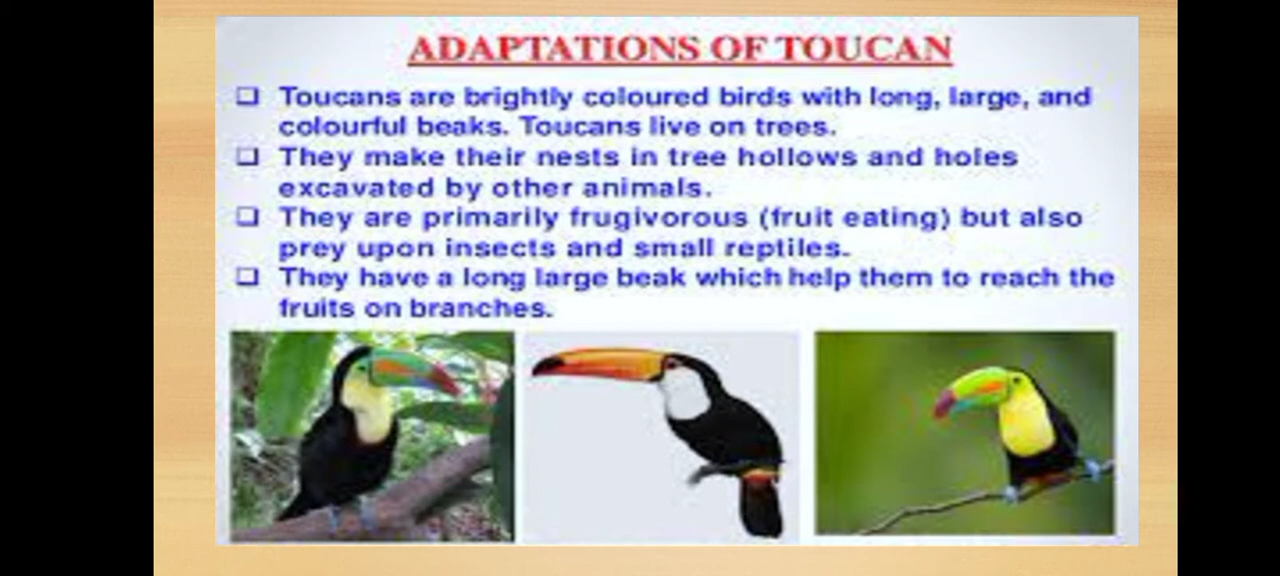 ADAPTATIONS OF TOUCAN
❑ Toucans are brightly coloured birds with long, large, and
colourful beaks. Toucans live on trees.
❑ They make their nests in tree hollows and holes
excavated by other animals.
❑ They are primarily frugivorous (fruit eating) but also
prey upon insects and small reptiles.
❑ They have a long large beak which help them to reach the
fruits on branches.